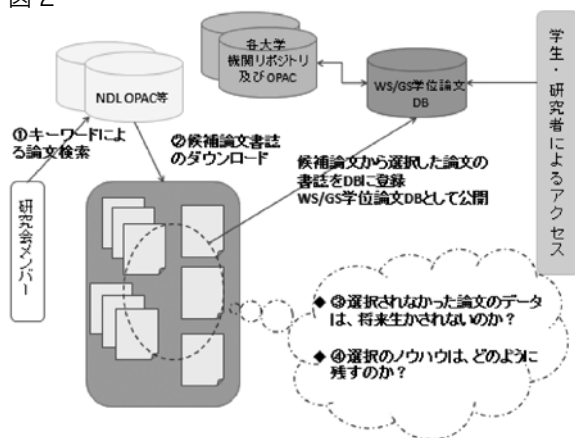 図2
各大学
機関リポジトリ
及びOPAC
NDL OPAC等
WS/GS学位論文
DB
学生・研究者によるアクセス
①キーワードによ
る論文検索
②候補論文書誌
のダウンロード
候補論文から選択した論文の
書誌をDBに登録
WS/GS学位論文DBとして公開
研究会メンバー
◆ ③選択されなかった論文のデータ
は、将来生かされないのか？
◆ ④選択のノウハウは、どのように
残すのか？